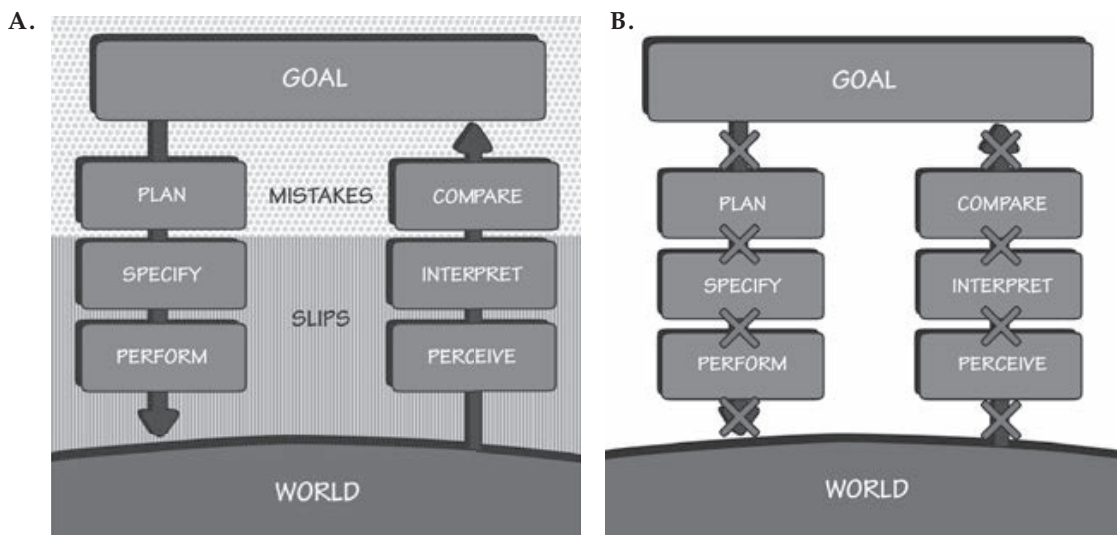 A.
GOAL
PLAN
MISTAKES
COMPARE
SPECIFY
INTERPRET
SLIPS
PERFORM
PERCEIVE
WORLD
B.
GOAL
PLAN
COMPARE
SPECIFY
INTERPRET
PERFORM
PERCEIVE
WORLD